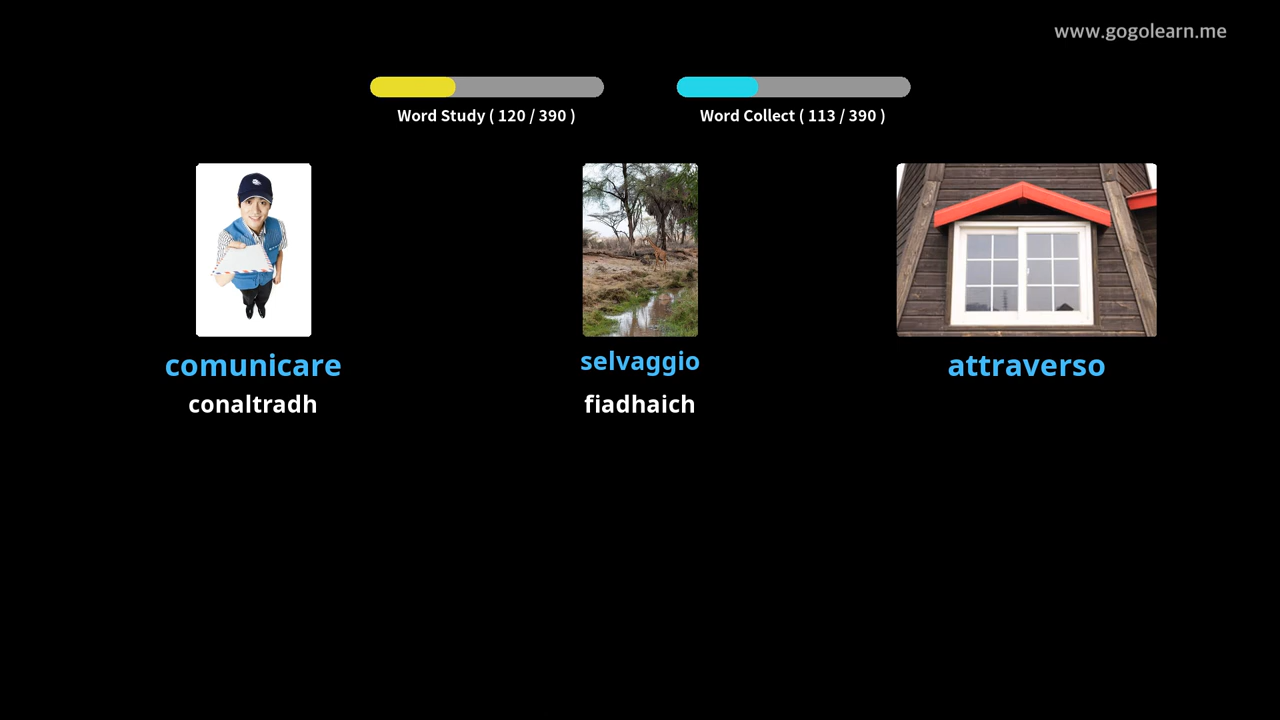 www.gogolearn.me
Word Study ( 120 / 390 )
Word Collect ( 113 / 390 )
comunicare
conaltradh
selvaggio
fiadhaich
attraverso